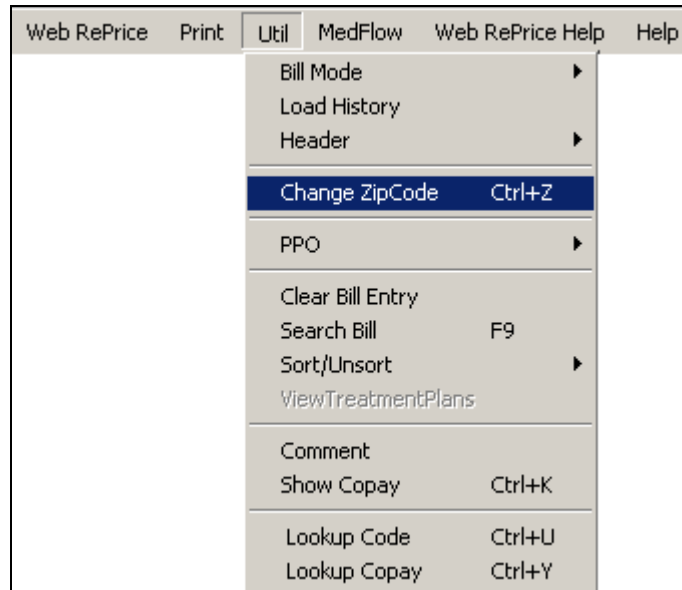 Web RePrice Print Util MedFlow Web RePrice Help Help
Bill Mode
Load History
Header
Change ZipCode Ctrl+Z
PPO
Clear Bill Entry
Search Bill F9
Sort/Unsort
ViewTreatmentPlans
Comment
Show Copay Ctrl+K
Lookup Code Ctrl+U
Lookup Copay Ctrl+Y